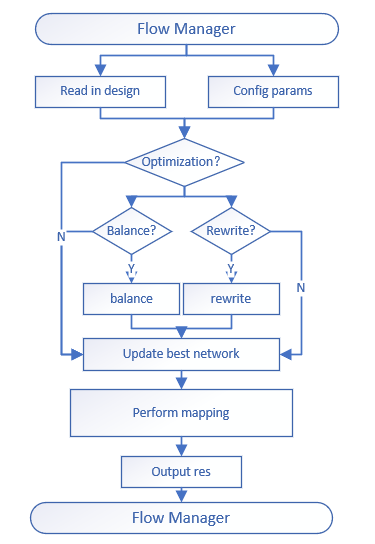 Flow Manager
Read in design
Config params
Optimization?
Balance?
Rewrite?
N
Y
Y
N
balance
rewrite
Update best network
Perform mapping
Output res
Flow Manager